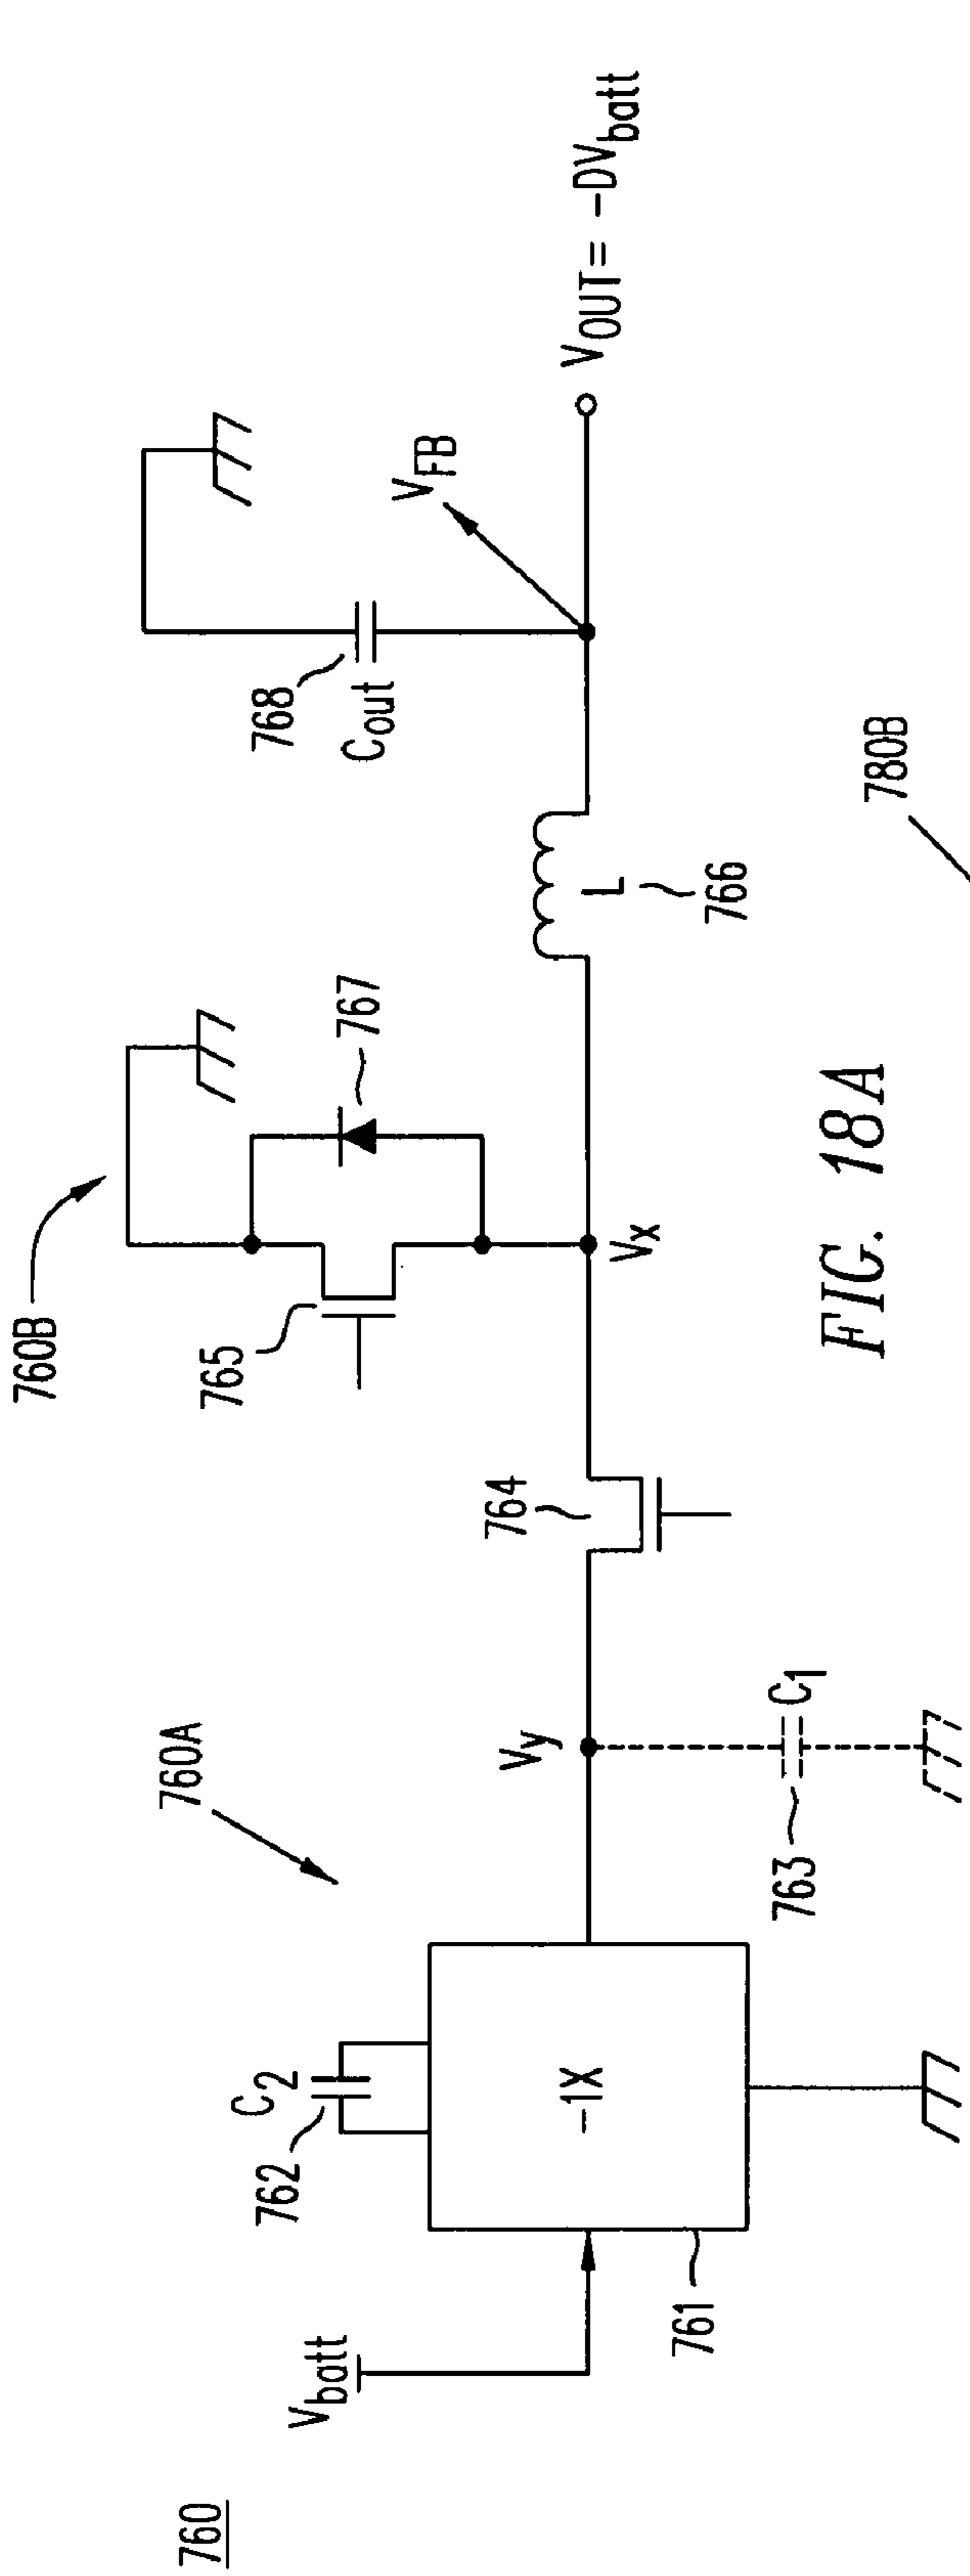 760
V_batt
761
762
C_2
-1X
760A
V_y
763
C_1
764
760B
765
767
V_x
L
766
768
C_out
V_FB
V_OUT = -DV_batt
FIG. 18A
780B